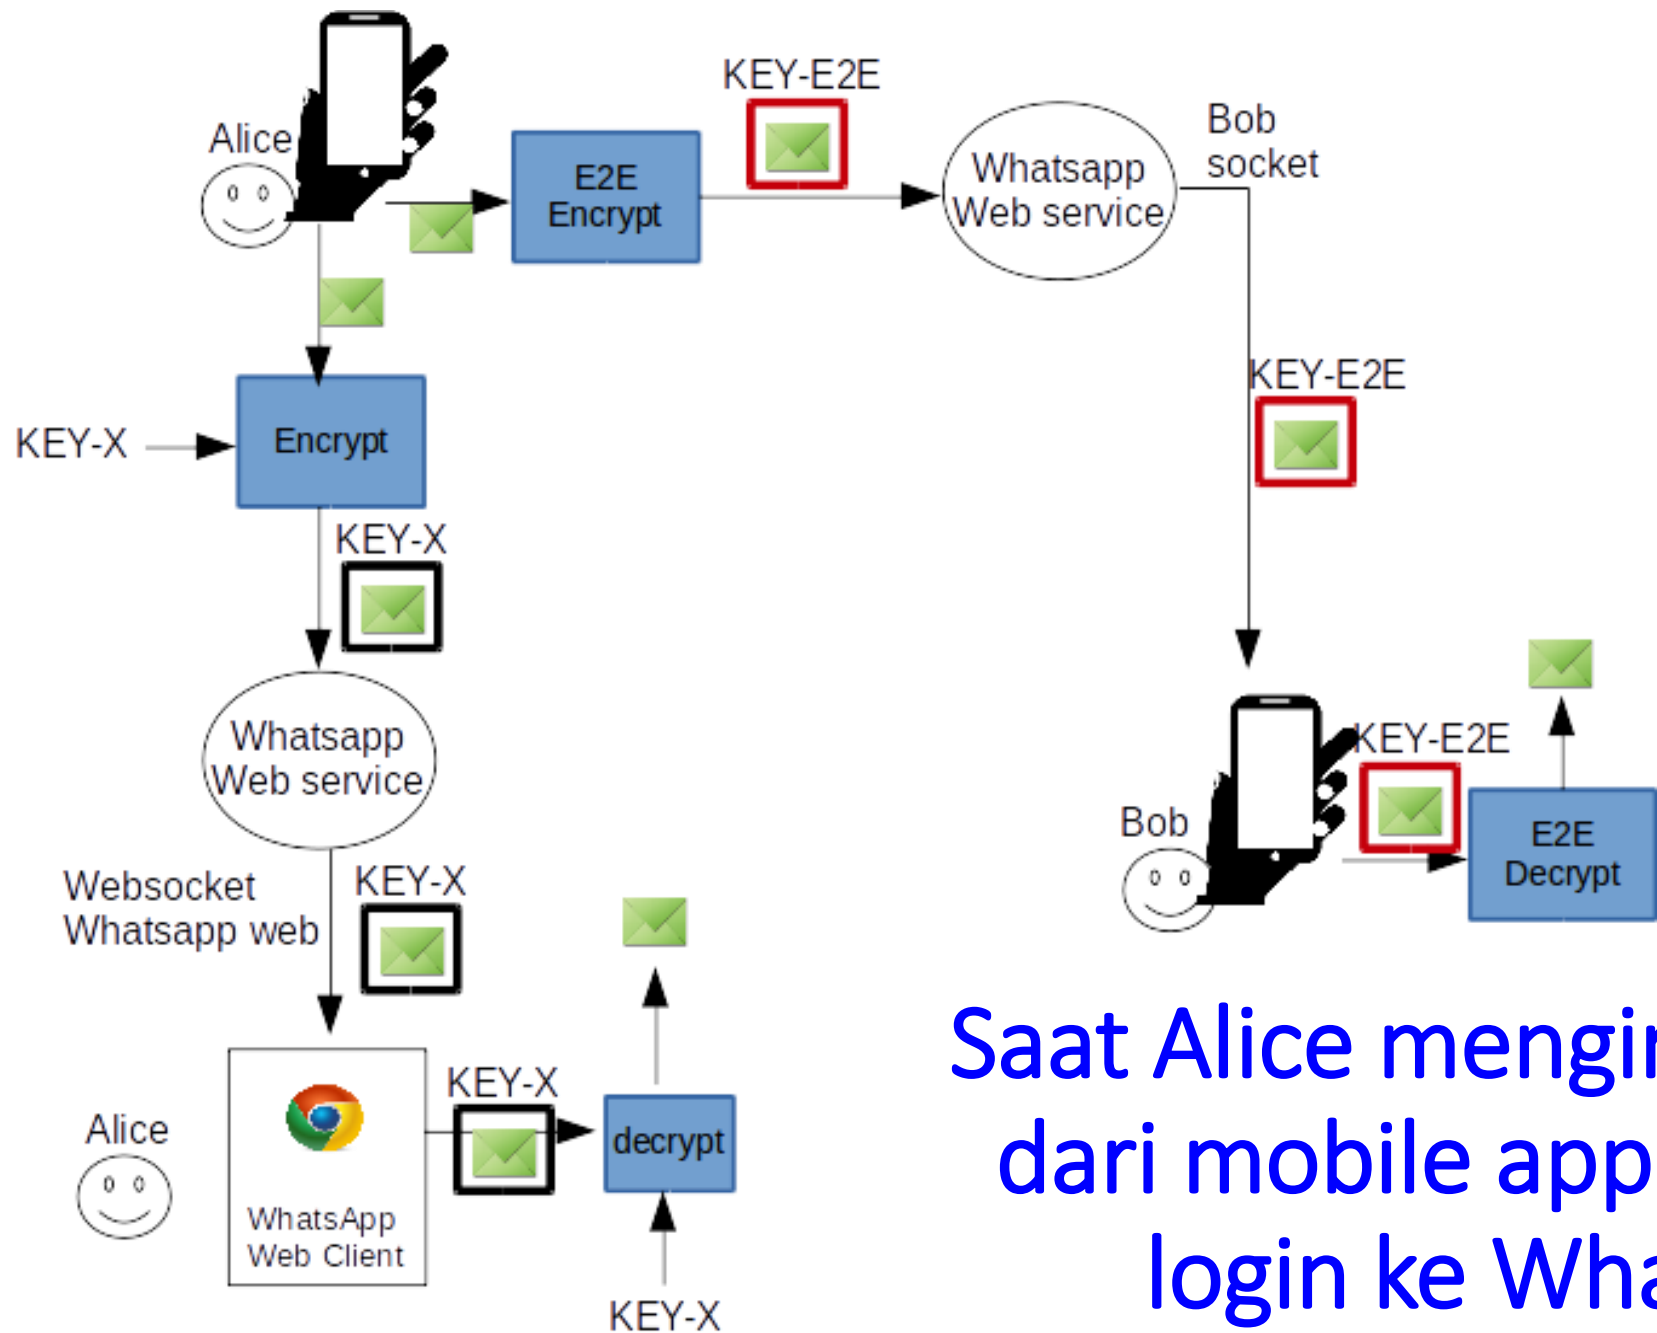 KEY-E2E
Alice
E2E
Encrypt
Whatsapp
Web service
Bob
socket
KEY-E2E
KEY-X
Encrypt
KEY-X
Whatsapp
Web service
KEY-E2E
Bob
E2E
Decrypt
Websocket
Whatsapp web
KEY-X
KEY-X
Alice
decrypt
WhatsApp
Web Client
KEY-X
Saat Alice
dari mobile app
login ke